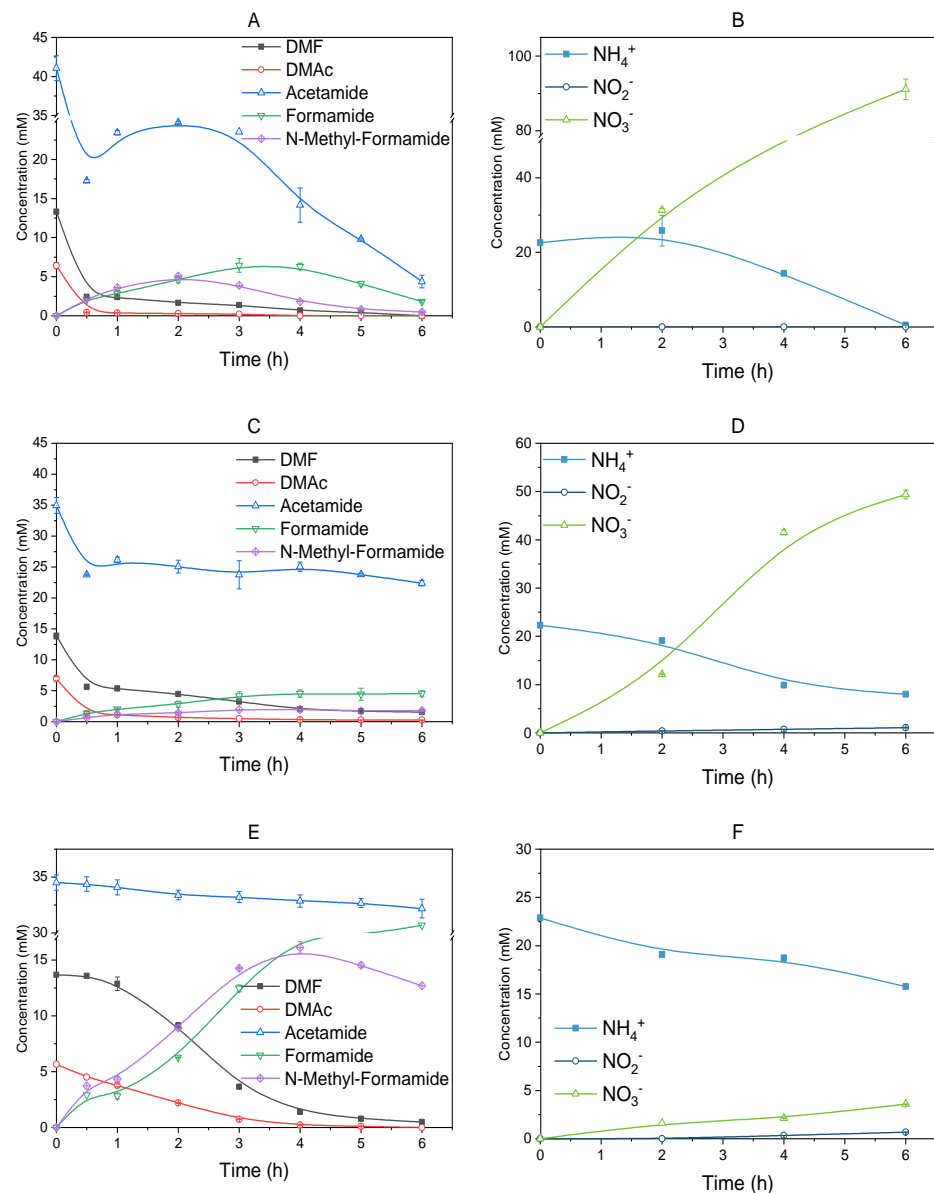 A
DMF
DMAc
Acetamide
Formamide
N-Methyl-Formamide
Concentration (mM)
45
40
35
20
15
10
5
0
0 1 2 3 4 5 6
Time (h)
B
NH₄⁺
NO₂⁻
NO₃⁻
Concentration (mM)
100
80
40
20
0
0 1 2 3 4 5 6
Time (h)
C
DMF
DMAc
Acetamide
Formamide
N-Methyl-Formamide
Concentration (mM)
45
40
35
30
25
20
15
10
5
0
0 1 2 3 4 5 6
Time (h)
D
NH₄⁺
NO₂⁻
NO₃⁻
Concentration (mM)
60
50
40
30
20
10
0
0 1 2 3 4 5 6
Time (h)
E
Concentration (mM)
35
30
15
10
5
0
DMF
DMAc
Acetamide
Formamide
N-Methyl-Formamide
0 1 2 3 4 5 6
Time (h)
F
Concentration (mM)
30
25
20
15
10
5
0
NH₄⁺
NO₂⁻
NO₃⁻
0 1 2 3 4 5 6
Time (h)